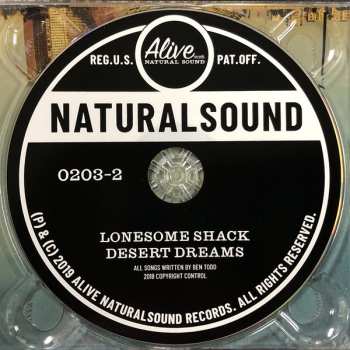 Alive
NATURAL SOUND
REG.U.S. PAT.OFF.
NATURALSOUND
0203-2
LONESOME SHACK
DESERT DREAMS
ALL SONGS WRITTEN BY BEN TODD
2019 COPYRIGHT CONTROL.
(P) & (C) 2019 ALIVE NATURALSOUND RECORDS. ALL RIGHTS RESERVED.